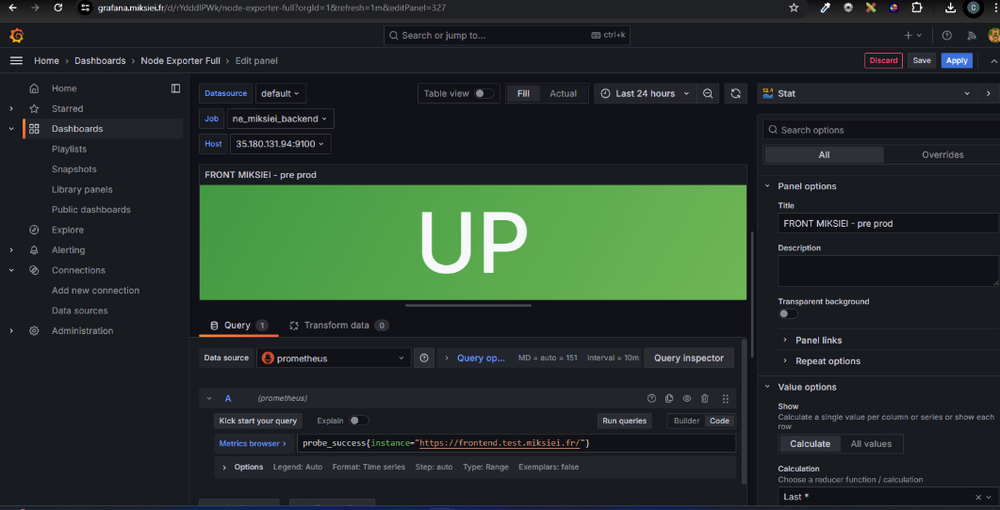 grafana.miksiei.fr/d/rYdddlPWk/node-exporter-full?orgId=1&refresh=1m&editPanel=327
C
Search or jump to...
ctrl+k
Home › Dashboards › Node Exporter Full › Edit panel
Discard Save Apply
Home
Starred
Dashboards
Playlists
Snapshots
Library panels
Public dashboards
Explore
Alerting
Connections
Add new connection
Data sources
Administration
Datasource default
Table view
Fill Actual
Last 24 hours
Job ne_miksiei_backend
Host 35.180.131.94:9100
FRONT MIKSIEI - pre prod
UP
Query 1
Transform data 0
Data source prometheus
Query op... MD = auto = 151 Interval = 10m
Query inspector
A (prometheus)
Kick start your query Explain
Run queries Builder Code
Metrics browser › probe_success{instance="https://frontend.test.miksiei.fr/"}
› Options Legend: Auto Format: Time series Step: auto Type: Range Exemplars: false
12.4
Stat
Search options
All Overrides
Panel options
Title
FRONT MIKSIEI - pre prod
Description
Transparent background
Panel links
Repeat options
Value options
Show
Calculate a single value per column or series or show each
row
Calculate All values
Calculation
Choose a reducer function / calculation
Last *